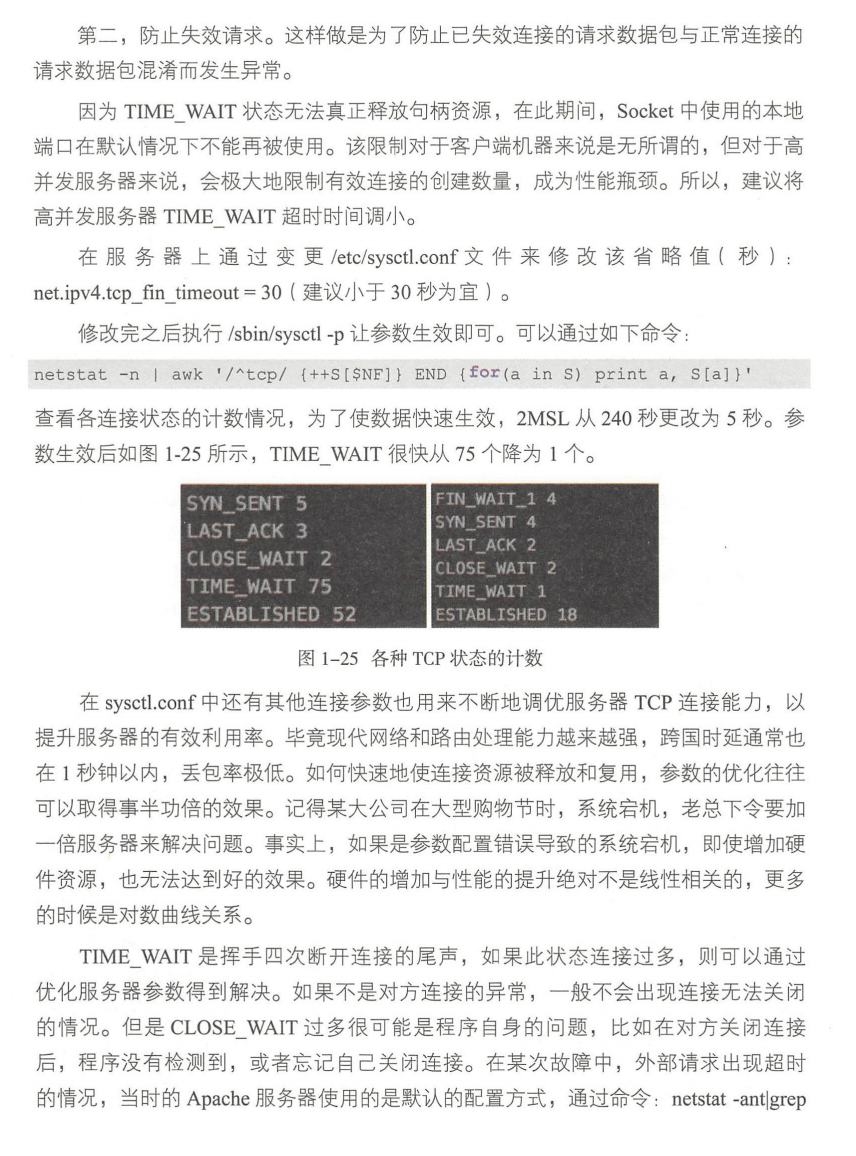 第二，防止失效请求。这样做是为了防止已失效连接的请求数据包与正常连接的
请求数据包混淆而发生异常。
因为 TIME_WAIT 状态无法真正释放句柄资源，在此期间，Socket 中使用的本地
端口在默认情况下不能再被使用。该限制对于客户端机器来说是无所谓的，但对于高
并发服务器来说，会极大地限制有效连接的创建数量，成为性能瓶颈。所以，建议将
高并发服务器 TIME_WAIT 超时时间调小。
在服务器上通过变更 /etc/sysctl.conf 文件来修改该省略值（秒）：
net.ipv4.tcp_fin_timeout = 30（建议小于 30 秒为宜）。
修改完之后执行 /sbin/sysctl -p 让参数生效即可。可以通过如下命令：
netstat -n | awk '/^tcp/ {++S[$NF]} END {for(a in S) print a, S[a]}'
查看各连接状态的计数情况，为了使数据快速生效，2MSL 从 240 秒更改为 5 秒。参
数生效后如图 1-25 所示，TIME_WAIT 很快从 75 个降为 1 个。
SYN_SENT 5
LAST_ACK 3
CLOSE_WAIT 2
TIME_WAIT 75
ESTABLISHED 52
FIN_WAIT_1 4
SYN_SENT 4
LAST_ACK 2
CLOSE_WAIT 2
TIME_WAIT 1
ESTABLISHED 18
图 1-25 各种 TCP 状态的计数
在 sysctl.conf 中还有其他连接参数也用来不断地调优服务器 TCP 连接能力，以
提升服务器的有效利用率。毕竟现代网络和路由处理能力越来越强，跨国时延通常也
在 1 秒钟以内，丢包率极低。如何快速地使连接资源被释放和复用，参数的优化往往
可以取得事半功倍的效果。记得某大公司在大型购物节时，系统宕机，老总下令要加
一倍服务器来解决问题。事实上，如果是参数配置错误导致的系统宕机，即使增加硬
件资源，也无法达到好的效果。硬件的增加与性能的提升绝对不是线性相关的，更多
的时候是对数曲线关系。
TIME_WAIT 是挥手四次断开连接的尾声，如果此状态连接过多，则可以通过
优化服务器参数得到解决。如果不是对方连接的异常，一般不会出现连接无法关闭
的情况。但是 CLOSE_WAIT 过多很可能是程序自身的问题，比如在对方关闭连接
后，程序没有检测到，或者忘记自己关闭连接。在某次故障中，外部请求出现超时
的情况，当时的 Apache 服务器使用的是默认的配置方式，通过命令：netstat -ant|grep